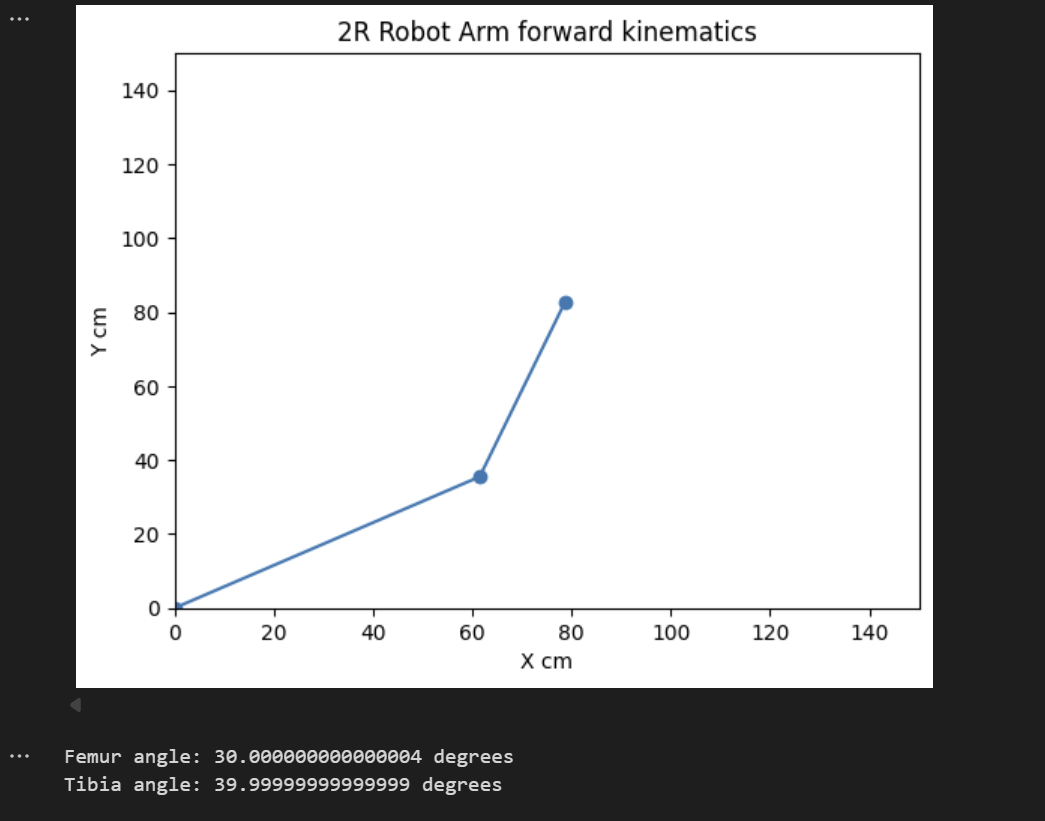 ...
2R Robot Arm forward kinematics
140
120
100
80
60
40
20
0
Y cm
0 20 40 60 80 100 120 140
X cm
...
Femur angle: 30.000000000000004 degrees
Tibia angle: 39.99999999999999 degrees